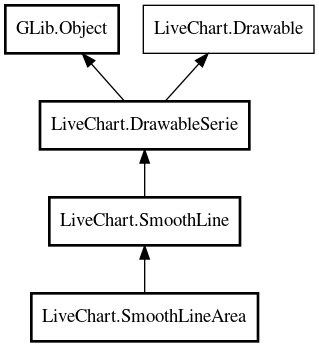 GLib.Object
LiveChart.Drawable
LiveChart.DrawableSerie
LiveChart.SmoothLine
LiveChart.SmoothLineArea